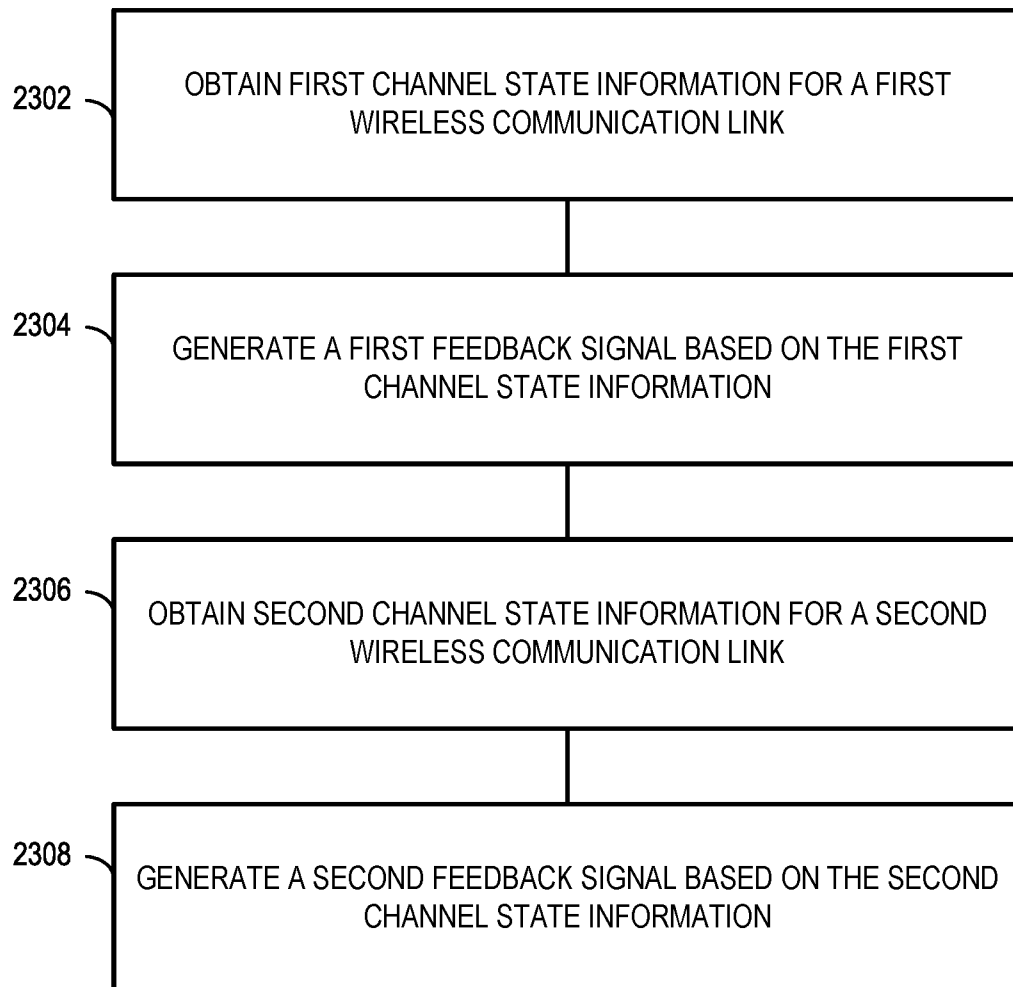 2302
OBTAIN FIRST CHANNEL STATE INFORMATION FOR A FIRST
WIRELESS COMMUNICATION LINK
2304
GENERATE A FIRST FEEDBACK SIGNAL BASED ON THE FIRST
CHANNEL STATE INFORMATION
2306
OBTAIN SECOND CHANNEL STATE INFORMATION FOR A SECOND
WIRELESS COMMUNICATION LINK
2308
GENERATE A SECOND FEEDBACK SIGNAL BASED ON THE SECOND
CHANNEL STATE INFORMATION